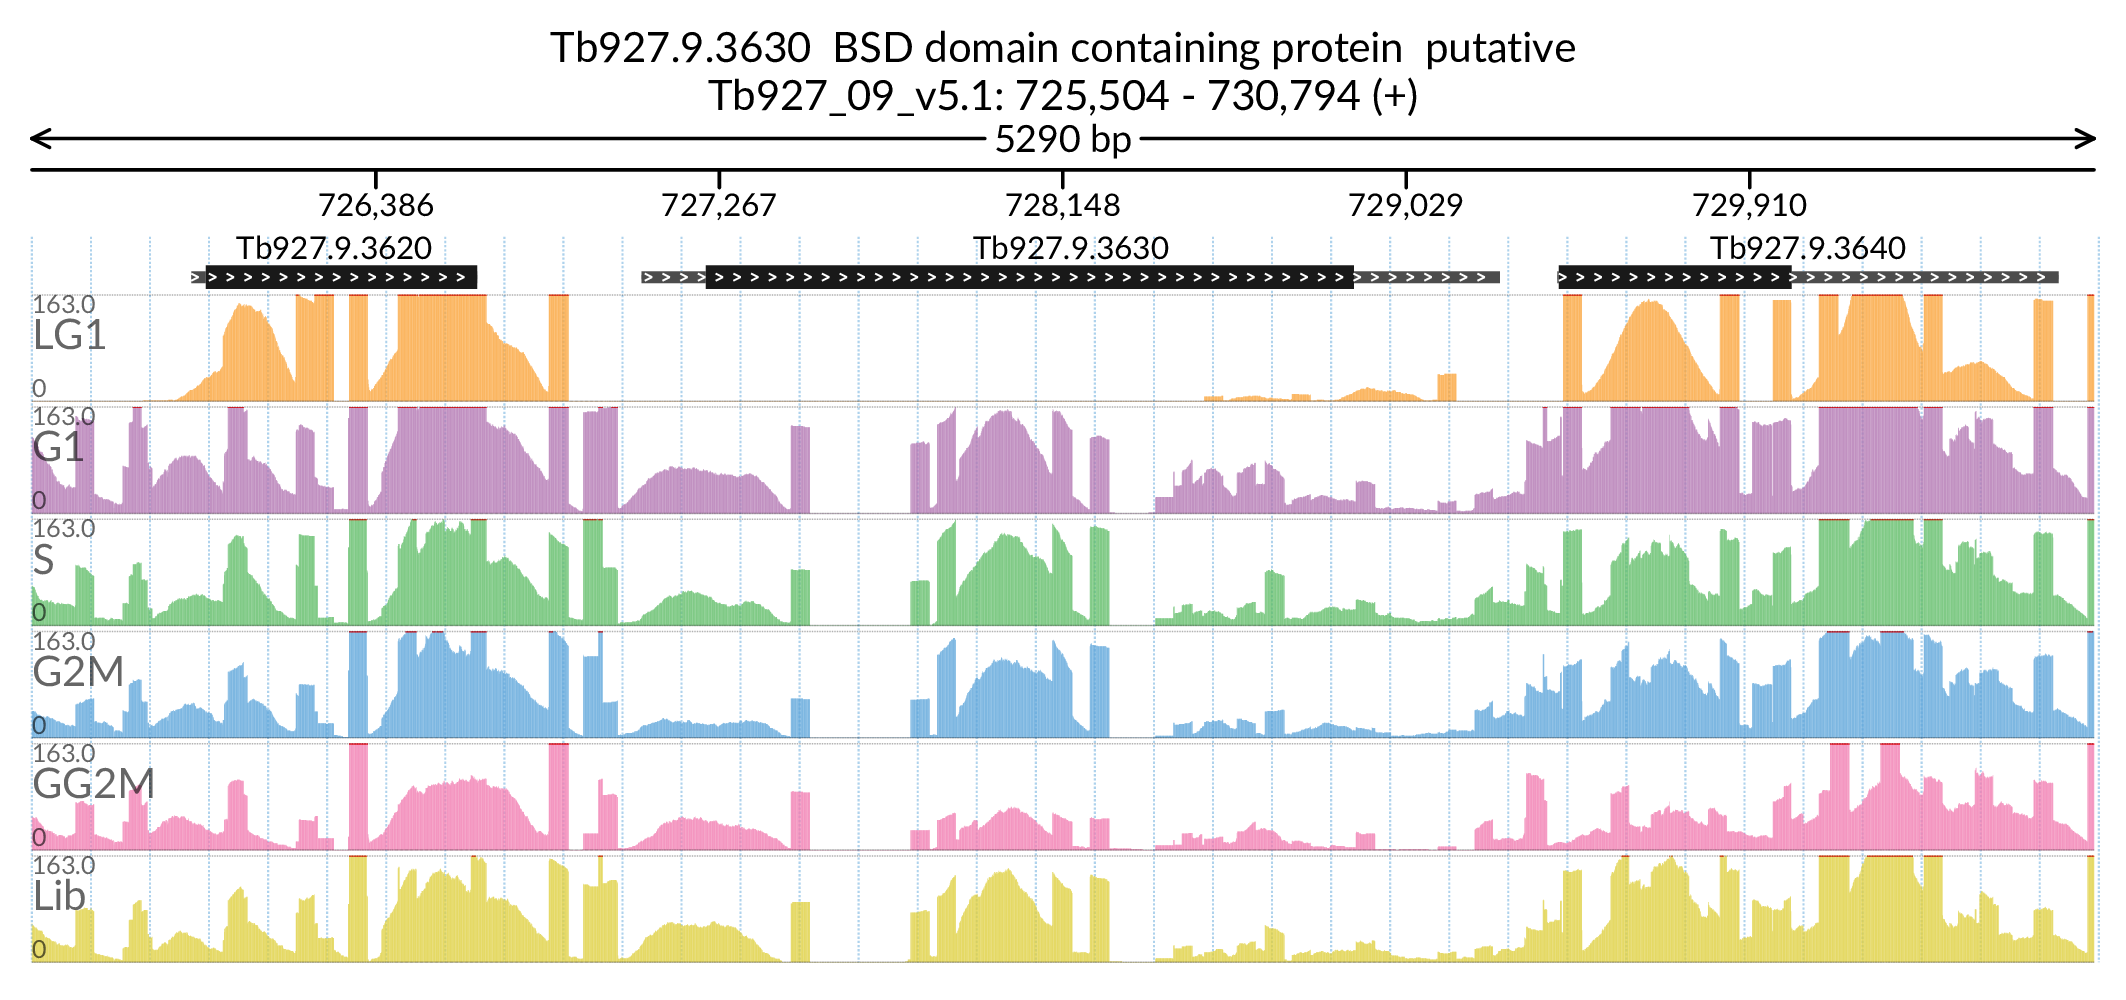 Tb927.9.3630  BSD domain containing protein  putative
Tb927_09_v5.1: 725,504 - 730,794 (+)
5290 bp
726,386 727,267 728,148 729,029 729,910
Tb927.9.3620 Tb927.9.3630 Tb927.9.3640
163.0
LG1
0
163.0
G1
0
163.0
S
0
163.0
G2M
0
163.0
GG2M
0
163.0
Lib
0